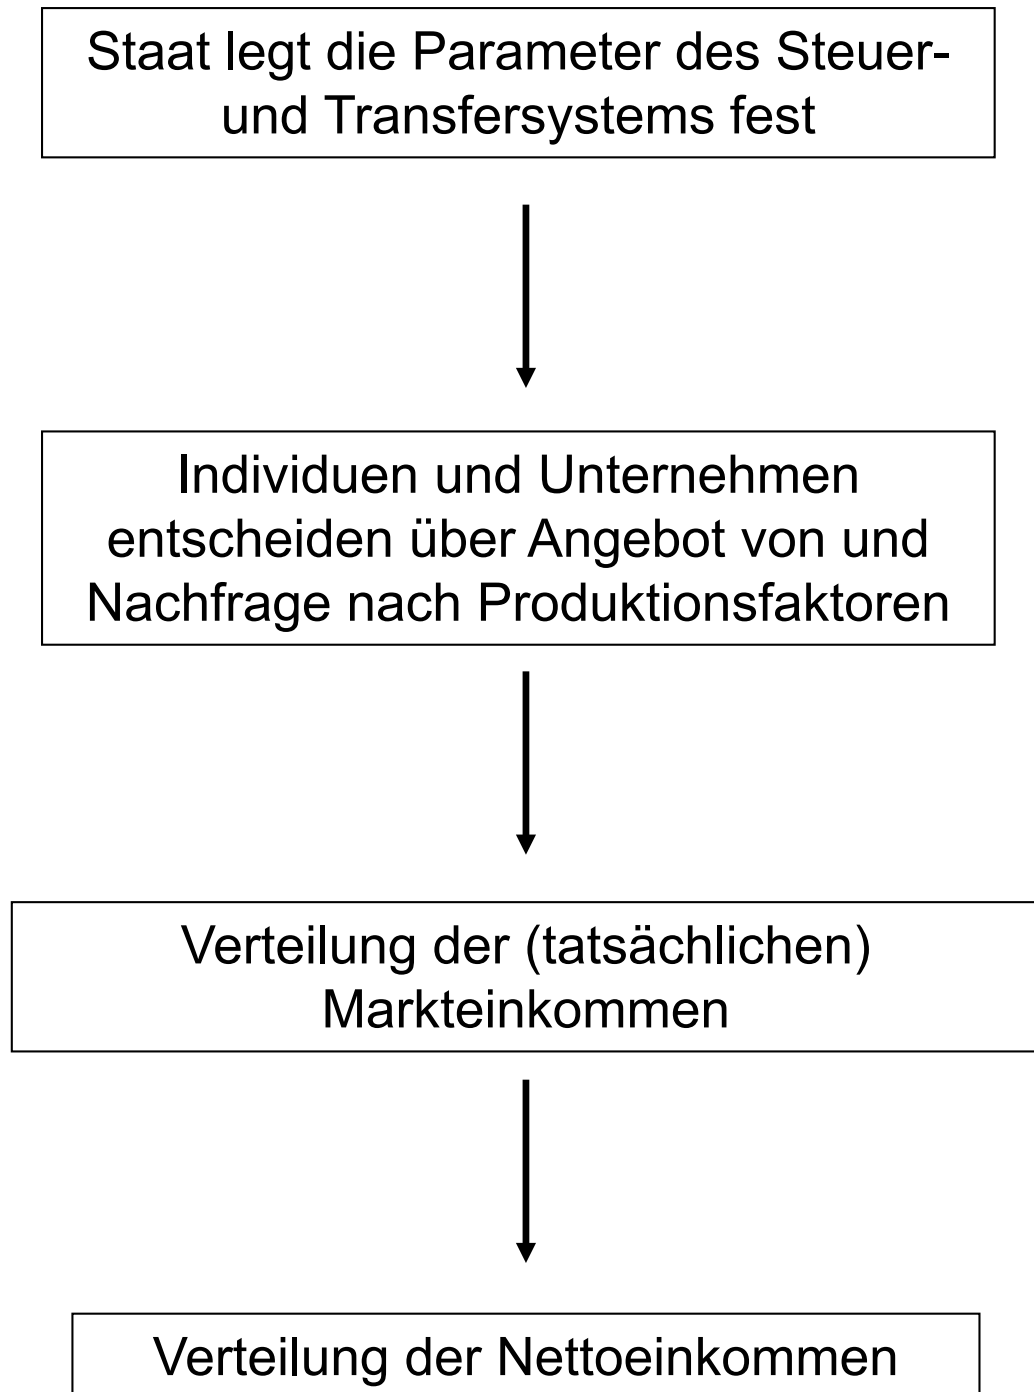 Staat legt die Parameter des Steuer-
und Transfersystems fest
Individuen und Unternehmen
entscheiden über Angebot von und
Nachfrage nach Produktionsfaktoren
Verteilung der (tatsächlichen)
Markteinkommen
Verteilung der Nettoeinkommen